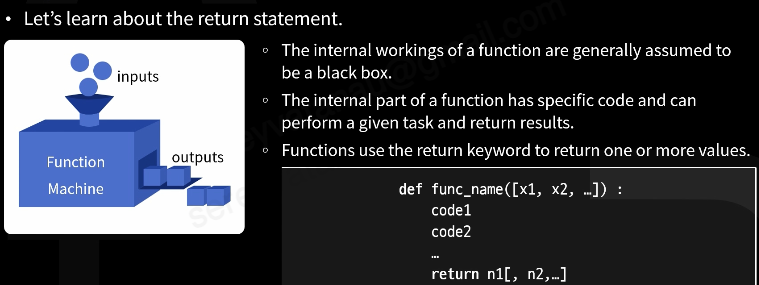 • Let's learn about the return statement.
inputs
Function
Machine
outputs
◦ The internal workings of a function are generally assumed to
be a black box.
◦ The internal part of a function has specific code and can
perform a given task and return results.
◦ Functions use the return keyword to return one or more values.
def func_name([x1, x2, …]) :
code1
code2
…
return n1[, n2,…]